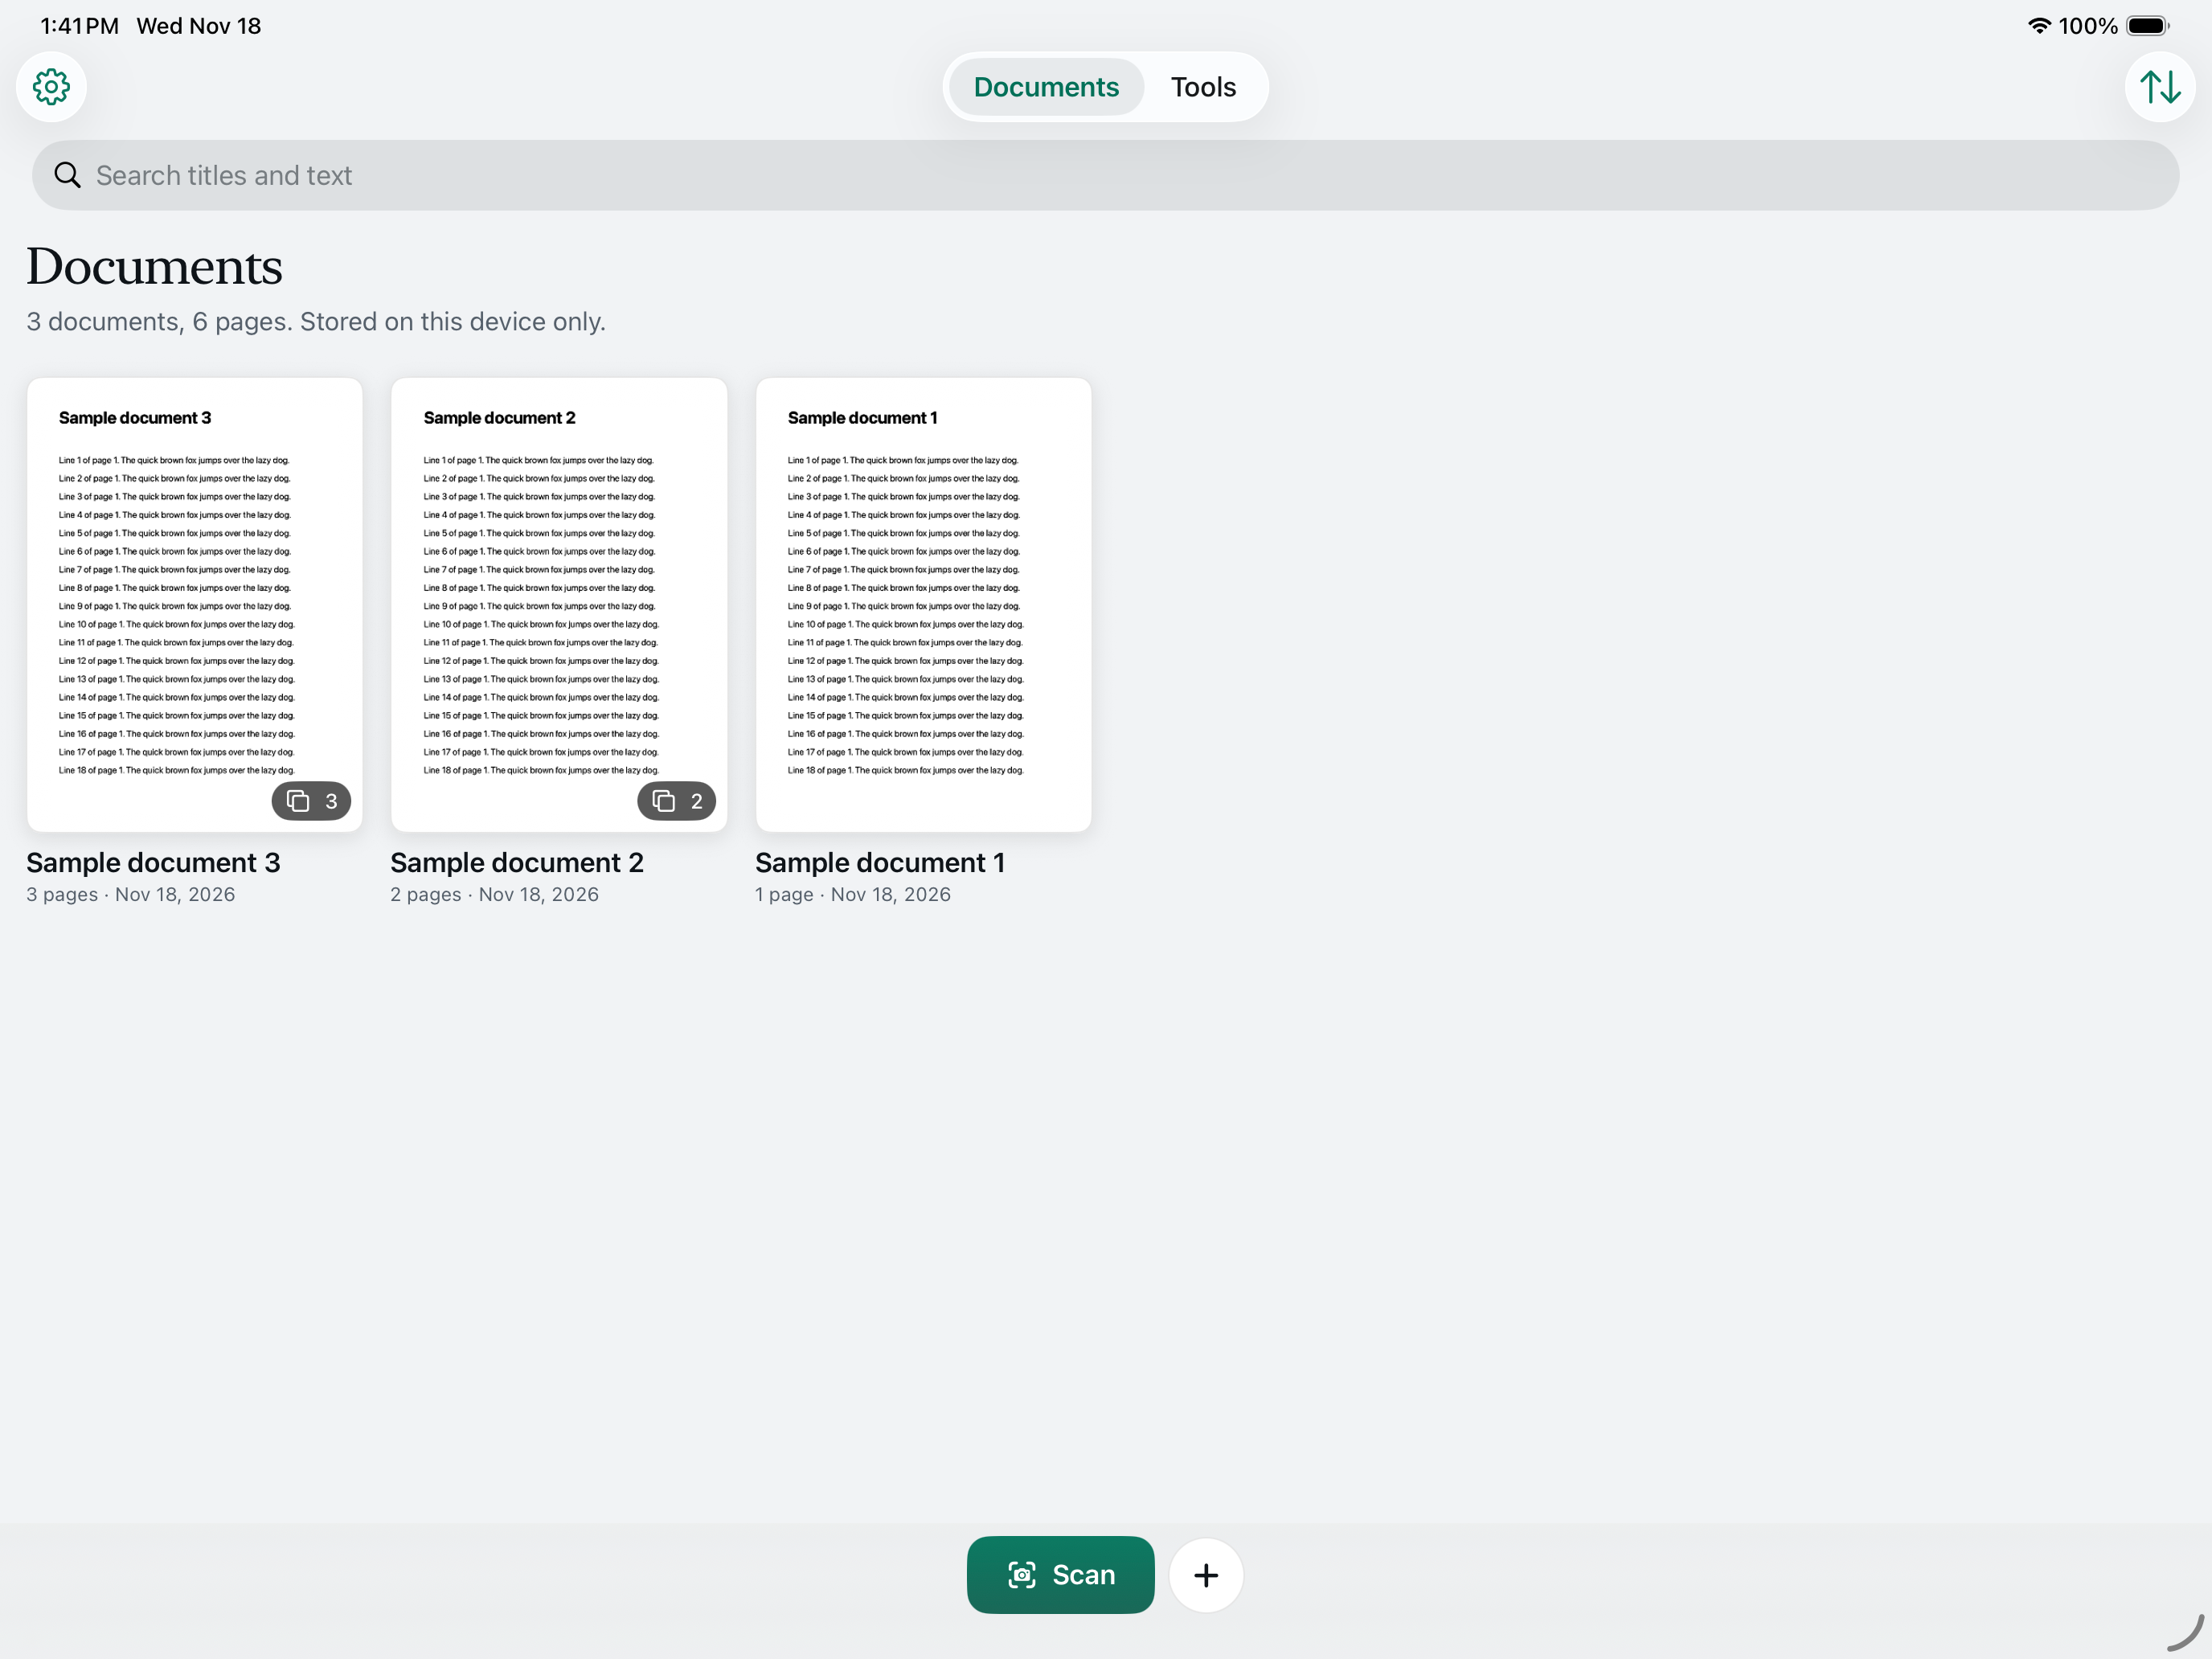 1:41 PM Wed Nov 18
100%
Documents Tools
Search titles and text
Documents
3 documents, 6 pages. Stored on this device only.
Sample document 3
Line 1 of page 1. The quick brown fox jumps over the lazy dog.
Line 2 of page 1. The quick brown fox jumps over the lazy dog.
Line 3 of page 1. The quick brown fox jumps over the lazy dog.
Line 4 of page 1. The quick brown fox jumps over the lazy dog.
Line 5 of page 1. The quick brown fox jumps over the lazy dog.
Line 6 of page 1. The quick brown fox jumps over the lazy dog.
Line 7 of page 1. The quick brown fox jumps over the lazy dog.
Line 8 of page 1. The quick brown fox jumps over the lazy dog.
Line 9 of page 1. The quick brown fox jumps over the lazy dog.
Line 10 of page 1. The quick brown fox jumps over the lazy dog.
Line 11 of page 1. The quick brown fox jumps over the lazy dog.
Line 12 of page 1. The quick brown fox jumps over the lazy dog.
Line 13 of page 1. The quick brown fox jumps over the lazy dog.
Line 14 of page 1. The quick brown fox jumps over the lazy dog.
Line 15 of page 1. The quick brown fox jumps over the lazy dog.
Line 16 of page 1. The quick brown fox jumps over the lazy dog.
Line 17 of page 1. The quick brown fox jumps over the lazy dog.
Line 18 of page 1. The quick brown fox jumps over the lazy dog.
3
Sample document 3
3 pages · Nov 18, 2026
Sample document 2
Line 1 of page 1. The quick brown fox jumps over the lazy dog.
Line 2 of page 1. The quick brown fox jumps over the lazy dog.
Line 3 of page 1. The quick brown fox jumps over the lazy dog.
Line 4 of page 1. The quick brown fox jumps over the lazy dog.
Line 5 of page 1. The quick brown fox jumps over the lazy dog.
Line 6 of page 1. The quick brown fox jumps over the lazy dog.
Line 7 of page 1. The quick brown fox jumps over the lazy dog.
Line 8 of page 1. The quick brown fox jumps over the lazy dog.
Line 9 of page 1. The quick brown fox jumps over the lazy dog.
Line 10 of page 1. The quick brown fox jumps over the lazy dog.
Line 11 of page 1. The quick brown fox jumps over the lazy dog.
Line 12 of page 1. The quick brown fox jumps over the lazy dog.
Line 13 of page 1. The quick brown fox jumps over the lazy dog.
Line 14 of page 1. The quick brown fox jumps over the lazy dog.
Line 15 of page 1. The quick brown fox jumps over the lazy dog.
Line 16 of page 1. The quick brown fox jumps over the lazy dog.
Line 17 of page 1. The quick brown fox jumps over the lazy dog.
Line 18 of page 1. The quick brown fox jumps over the lazy dog.
2
Sample document 2
2 pages · Nov 18, 2026
Sample document 1
Line 1 of page 1. The quick brown fox jumps over the lazy dog.
Line 2 of page 1. The quick brown fox jumps over the lazy dog.
Line 3 of page 1. The quick brown fox jumps over the lazy dog.
Line 4 of page 1. The quick brown fox jumps over the lazy dog.
Line 5 of page 1. The quick brown fox jumps over the lazy dog.
Line 6 of page 1. The quick brown fox jumps over the lazy dog.
Line 7 of page 1. The quick brown fox jumps over the lazy dog.
Line 8 of page 1. The quick brown fox jumps over the lazy dog.
Line 9 of page 1. The quick brown fox jumps over the lazy dog.
Line 10 of page 1. The quick brown fox jumps over the lazy dog.
Line 11 of page 1. The quick brown fox jumps over the lazy dog.
Line 12 of page 1. The quick brown fox jumps over the lazy dog.
Line 13 of page 1. The quick brown fox jumps over the lazy dog.
Line 14 of page 1. The quick brown fox jumps over the lazy dog.
Line 15 of page 1. The quick brown fox jumps over the lazy dog.
Line 16 of page 1. The quick brown fox jumps over the lazy dog.
Line 17 of page 1. The quick brown fox jumps over the lazy dog.
Line 18 of page 1. The quick brown fox jumps over the lazy dog.
Sample document 1
1 page · Nov 18, 2026
Scan